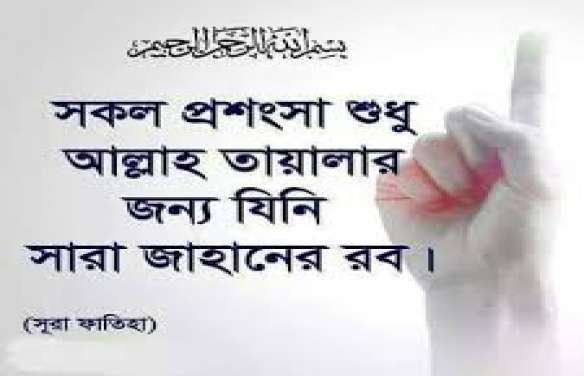 بسم الله الرحمن الرحيم
সকল প্রশংসা শুধু
আল্লাহ তায়ালার
জন্য যিনি
সারা জাহানের রব।
(সূরা ফাতিহা)